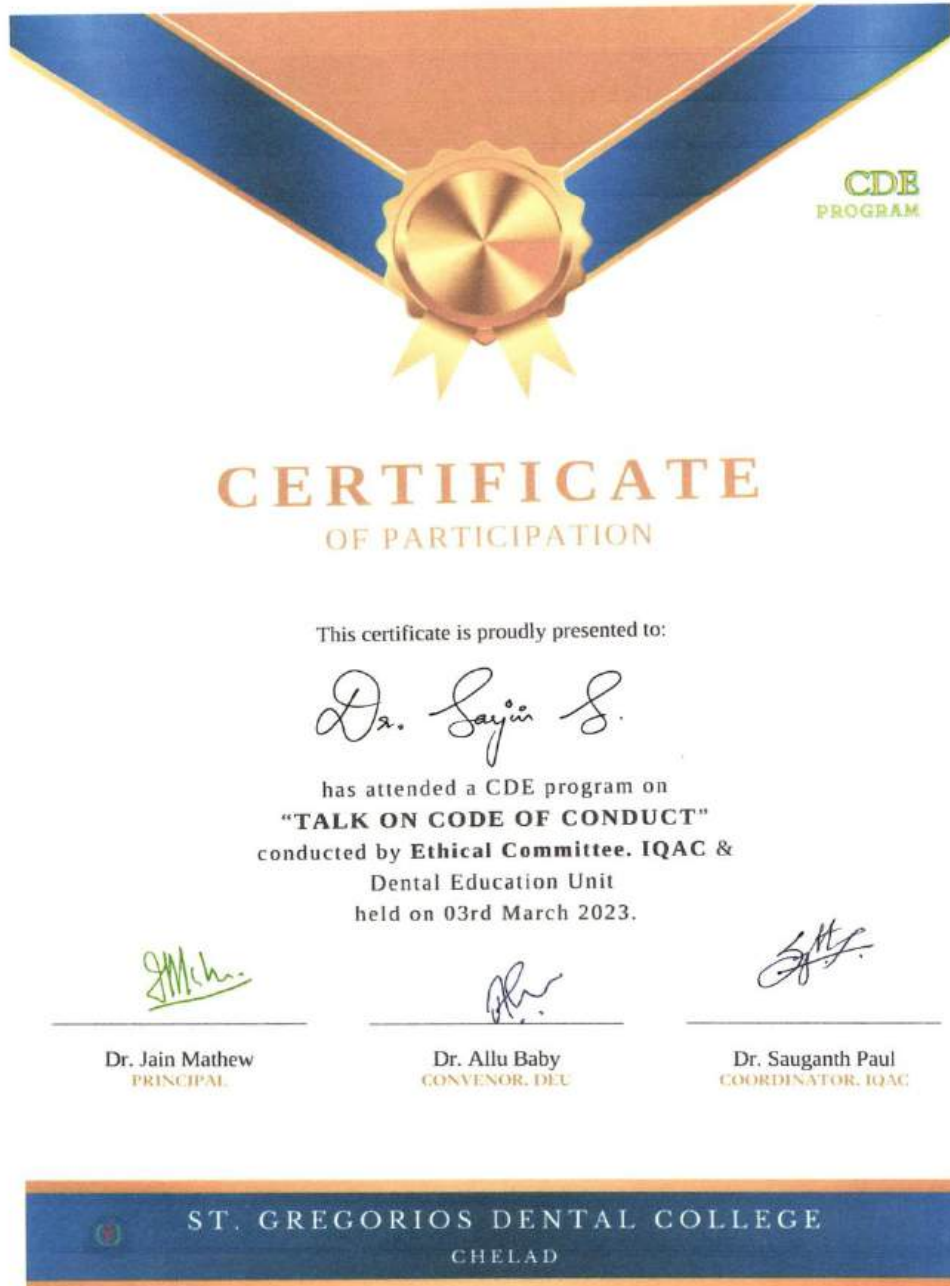 CDE
PROGRAM
CERTIFICATE
OF PARTICIPATION
This certificate is proudly presented to:
Dr. Sayin S.
has attended a CDE program on
"TALK ON CODE OF CONDUCT"
conducted by Ethical Committee. IQAC &
Dental Education Unit
held on 03rd March 2023.
Dr. Jain Mathew
PRINCIPAL
Dr. Allu Baby
CONVENOR, DEU
Dr. Sauganth Paul
COORDINATOR, IQAC
ST. GREGORIOS DENTAL COLLEGE
CHELAD